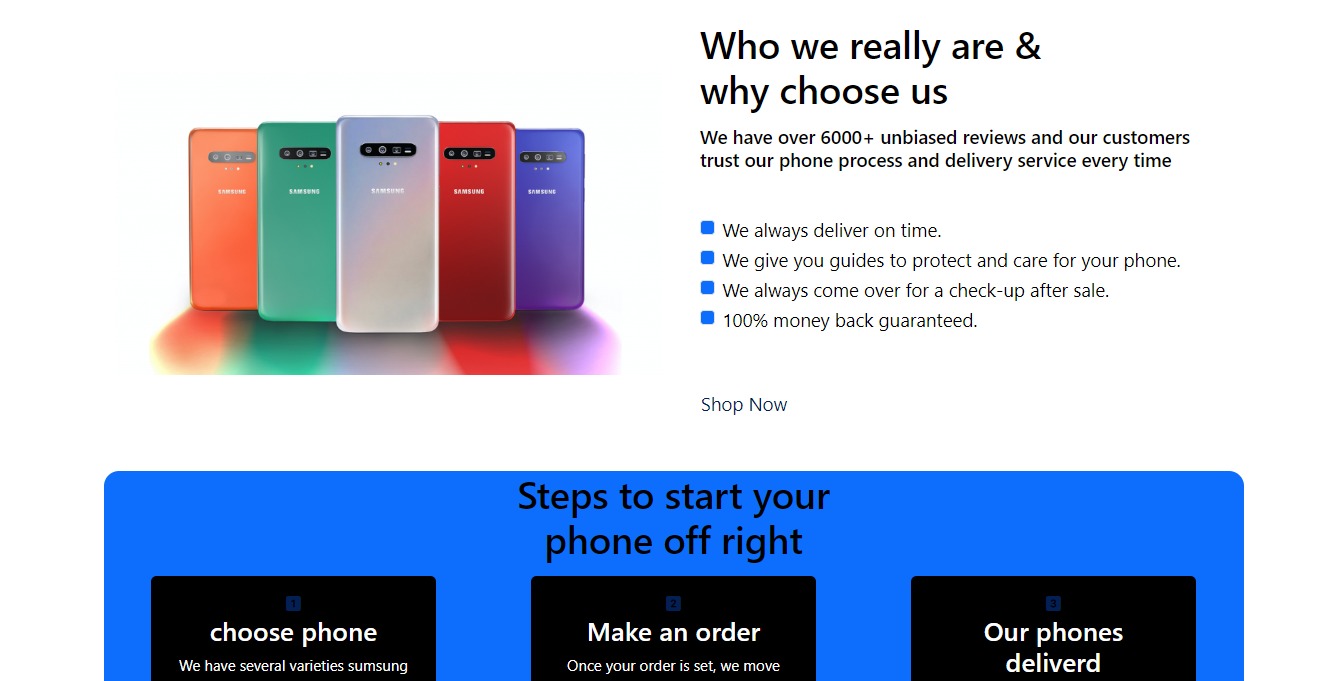 Who we really are &
why choose us
We have over 6000+ unbiased reviews and our customers
trust our phone process and delivery service every time
SAMSUNG SAMSUNG SAMSUNG SAMSUNG SAMSUNG
We always deliver on time.
We give you guides to protect and care for your phone.
We always come over for a check-up after sale.
100% money back guaranteed.
Shop Now
Steps to start your
phone off right
1
choose phone
We have several varieties sumsung
2
Make an order
Once your order is set, we move
3
Our phones
deliverd